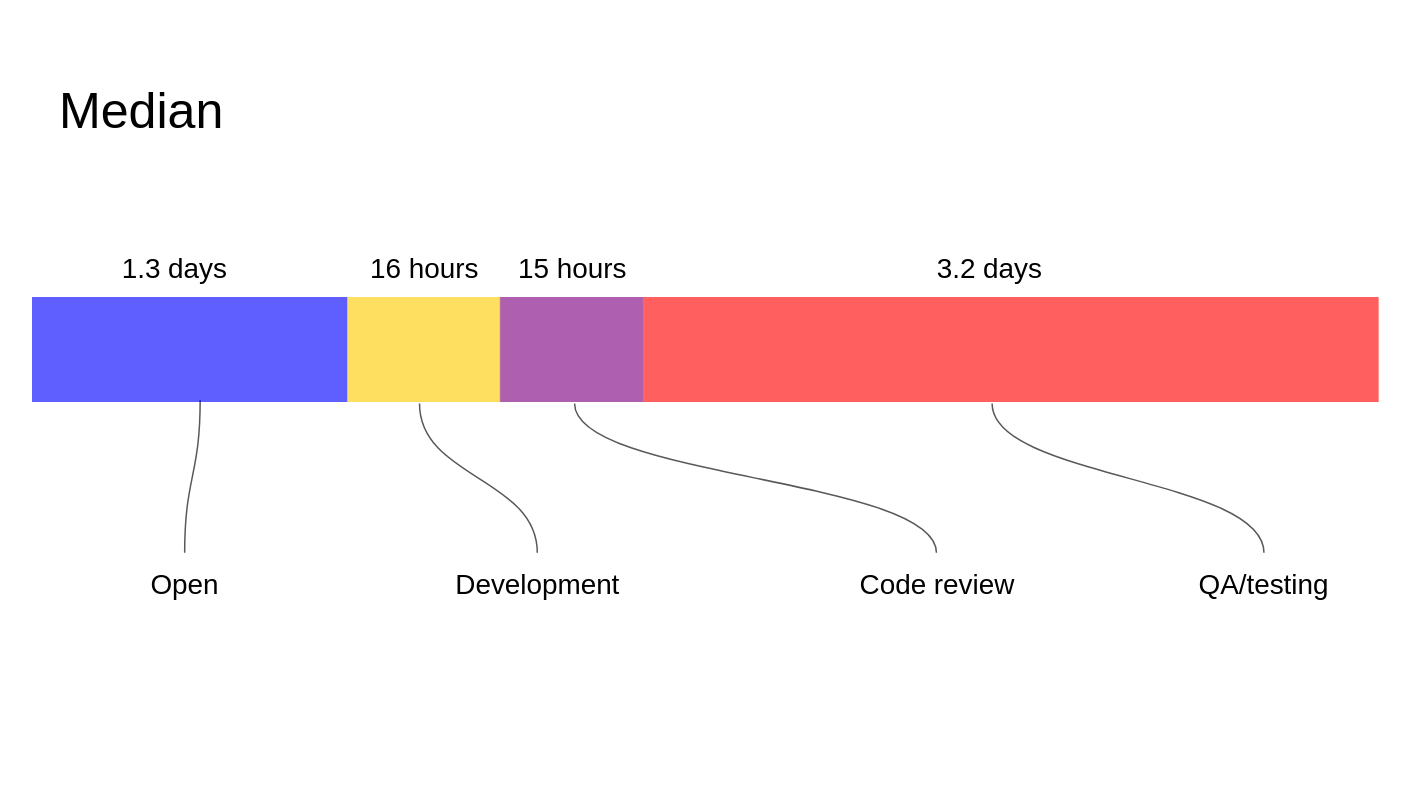 Median
1.3 days
16 hours
15 hours
3.2 days
Open
Development
Code review
QA/testing